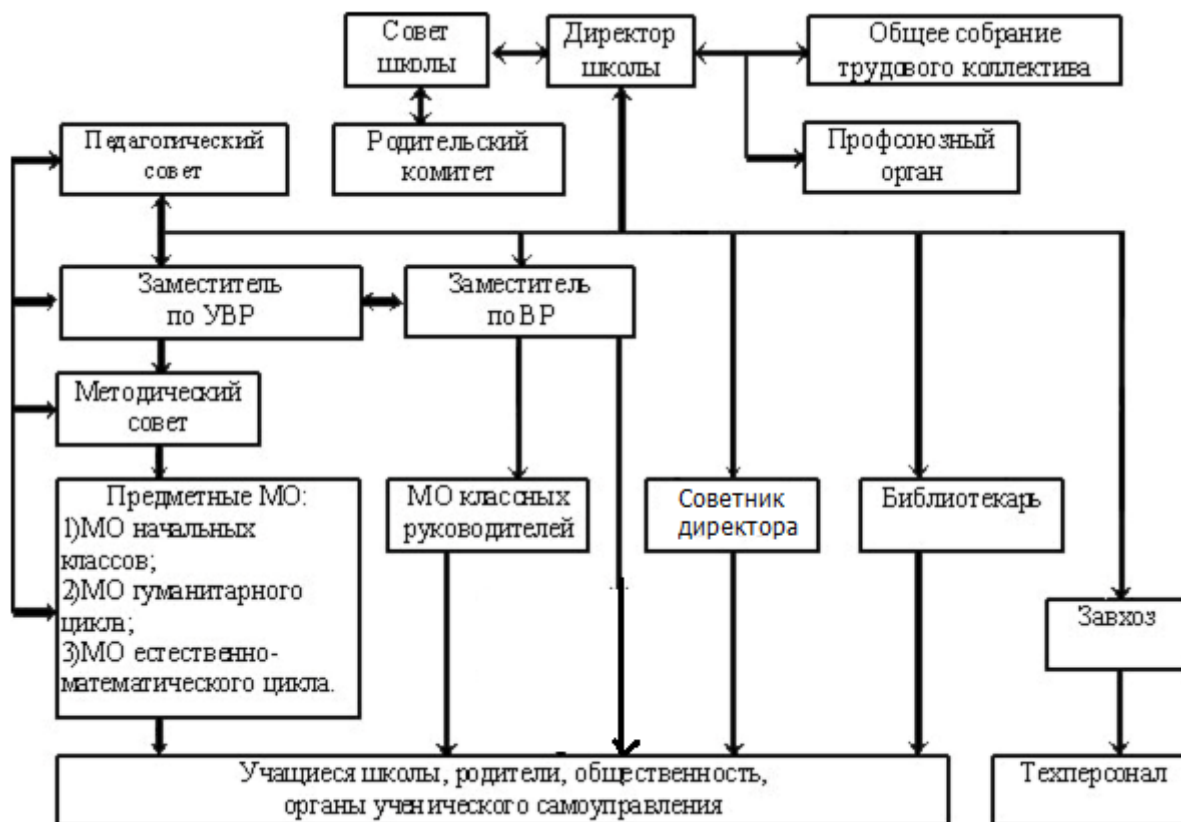 Совет
школы
Директор
школы
Общее собрание
трудового коллектива
Педагогический
совет
Родительский
комитет
Профсоюзный
орган
Заместитель
по УВР
Заместитель
по ВР
Методический
совет
Предметные МО:
1)МО начальных
классов;
2)МО гуманитарного
цикла;
3)МО естественно-
математического цикла.
МО классных
руководителей
Советник
директора
Библиотекарь
Завхоз
Учащиеся школы, родители, общественность,
органы ученического самоуправления
Техперсонал